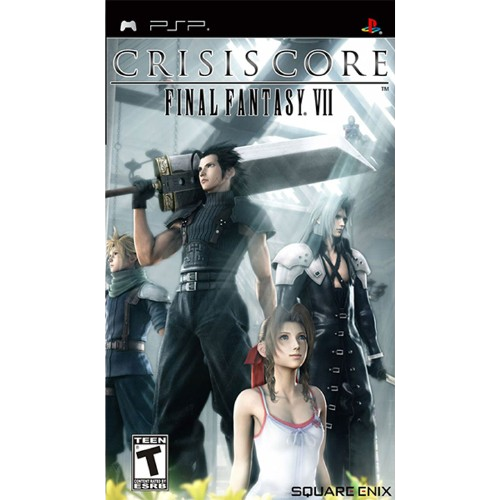 PSP
CRISIS CORE
TM
FINAL FANTASY. VII
TEEN
T
CONTENT RATED BY
ESRB
SQUARE ENIX